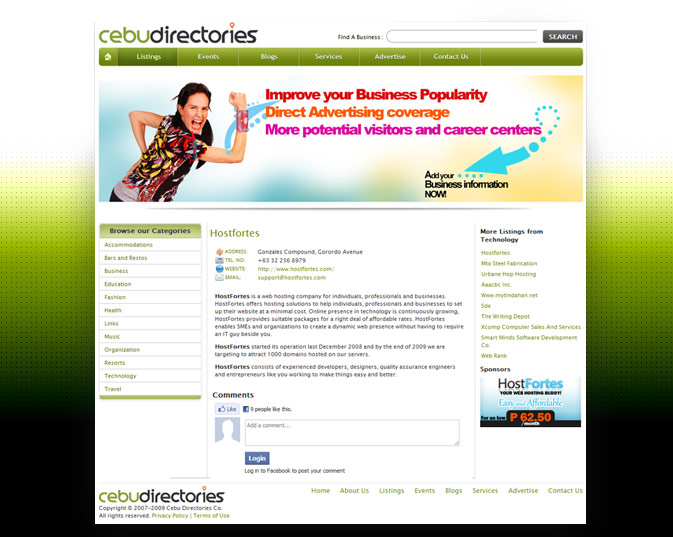 cebudirectories
Find A Business :
SEARCH
Listings
Events
Blogs
Services
Advertise
Contact Us
Improve your Business Popularity
Direct Advertising coverage
More potential visitors and career centers
Add your
Business information
NOW!
Browse our Categories
Accommodations
Bars and Restos
Business
Education
Fashion
Health
Links
Music
Organization
Resorts
Technology
Travel
Hostfortes
ADDRESS: Gonzales Compound, Gorordo Avenue
TEL. NO: +63 32 236 8979
WEBSITE: http://www.hostfortes.com/
EMAIL: support@hostfortes.com
HostFortes is a web hosting company for individuals, professionals and businesses.
HostFortes offers hosting solutions to help individuals, professionals and businesses to set
up their website at a minimal cost. Online presence in technology is continuously growing,
HostFortes provides suitable packages for a right deal of affordable rates. HostFortes
enables SMEs and organizations to create a dynamic web presence without having to require
an IT guy beside you.
HostFortes started its operation last December 2008 and by the end of 2009 we are
targeting to attract 1000 domains hosted on our servers.
HostFortes consists of experienced developers, designers, quality assurance engineers
and entrepreneurs like you working to make things easy and better.
Comments
Like
9 people like this.
Add a comment...
Login
Log in to Facebook to post your comment
More Listings from
Technology
Hostfortes
Mto Steel Fabrication
Urbane Hop Hosting
Aaacbc Inc.
Www.mytindahan.net
Sde
The Writing Depot
Xcomp Computer Sales And Services
Smart Minds Software Development
Co.
Web Rank
Sponsors
HostFortes
YOUR WEB HOSTING BUDDY!
Easy and Affordable
for as low P 62.50
/month
cebudirectories
Home
About Us
Listings
Events
Blogs
Services
Advertise
Contact Us
Copyright © 2007-2009 Cebu Directories Co.
All rights reserved. Privacy Policy | Terms of Use